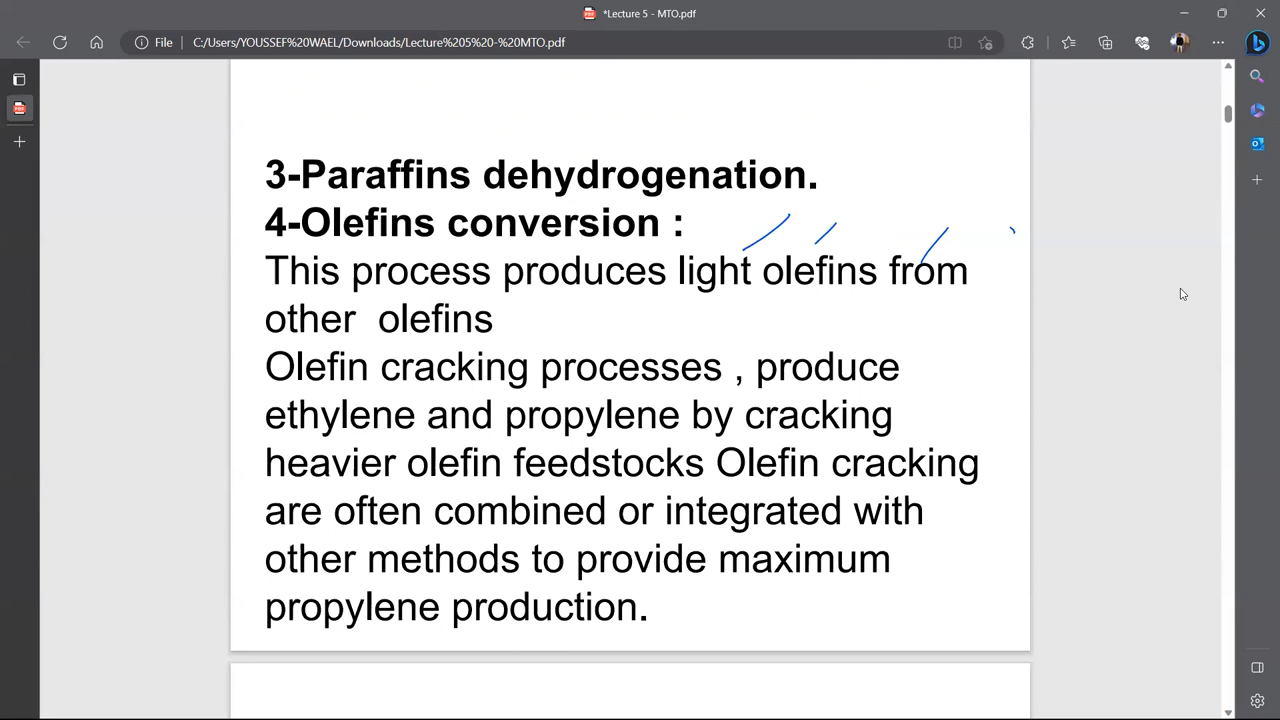 *Lecture 5 - MTO.pdf
File
C:/Users/YOUSSEF%20WAEL/Downloads/Lecture%205%20-%20MTO.pdf
3-Paraffins dehydrogenation.
4-Olefins conversion :
This process produces light olefins from
other olefins
Olefin cracking processes , produce
ethylene and propylene by cracking
heavier olefin feedstocks Olefin cracking
are often combined or integrated with
other methods to provide maximum
propylene production.